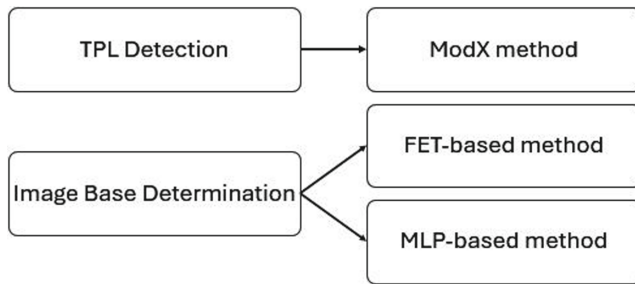 TPL Detection
ModX method
Image Base Determination
FET-based method
MLP-based method